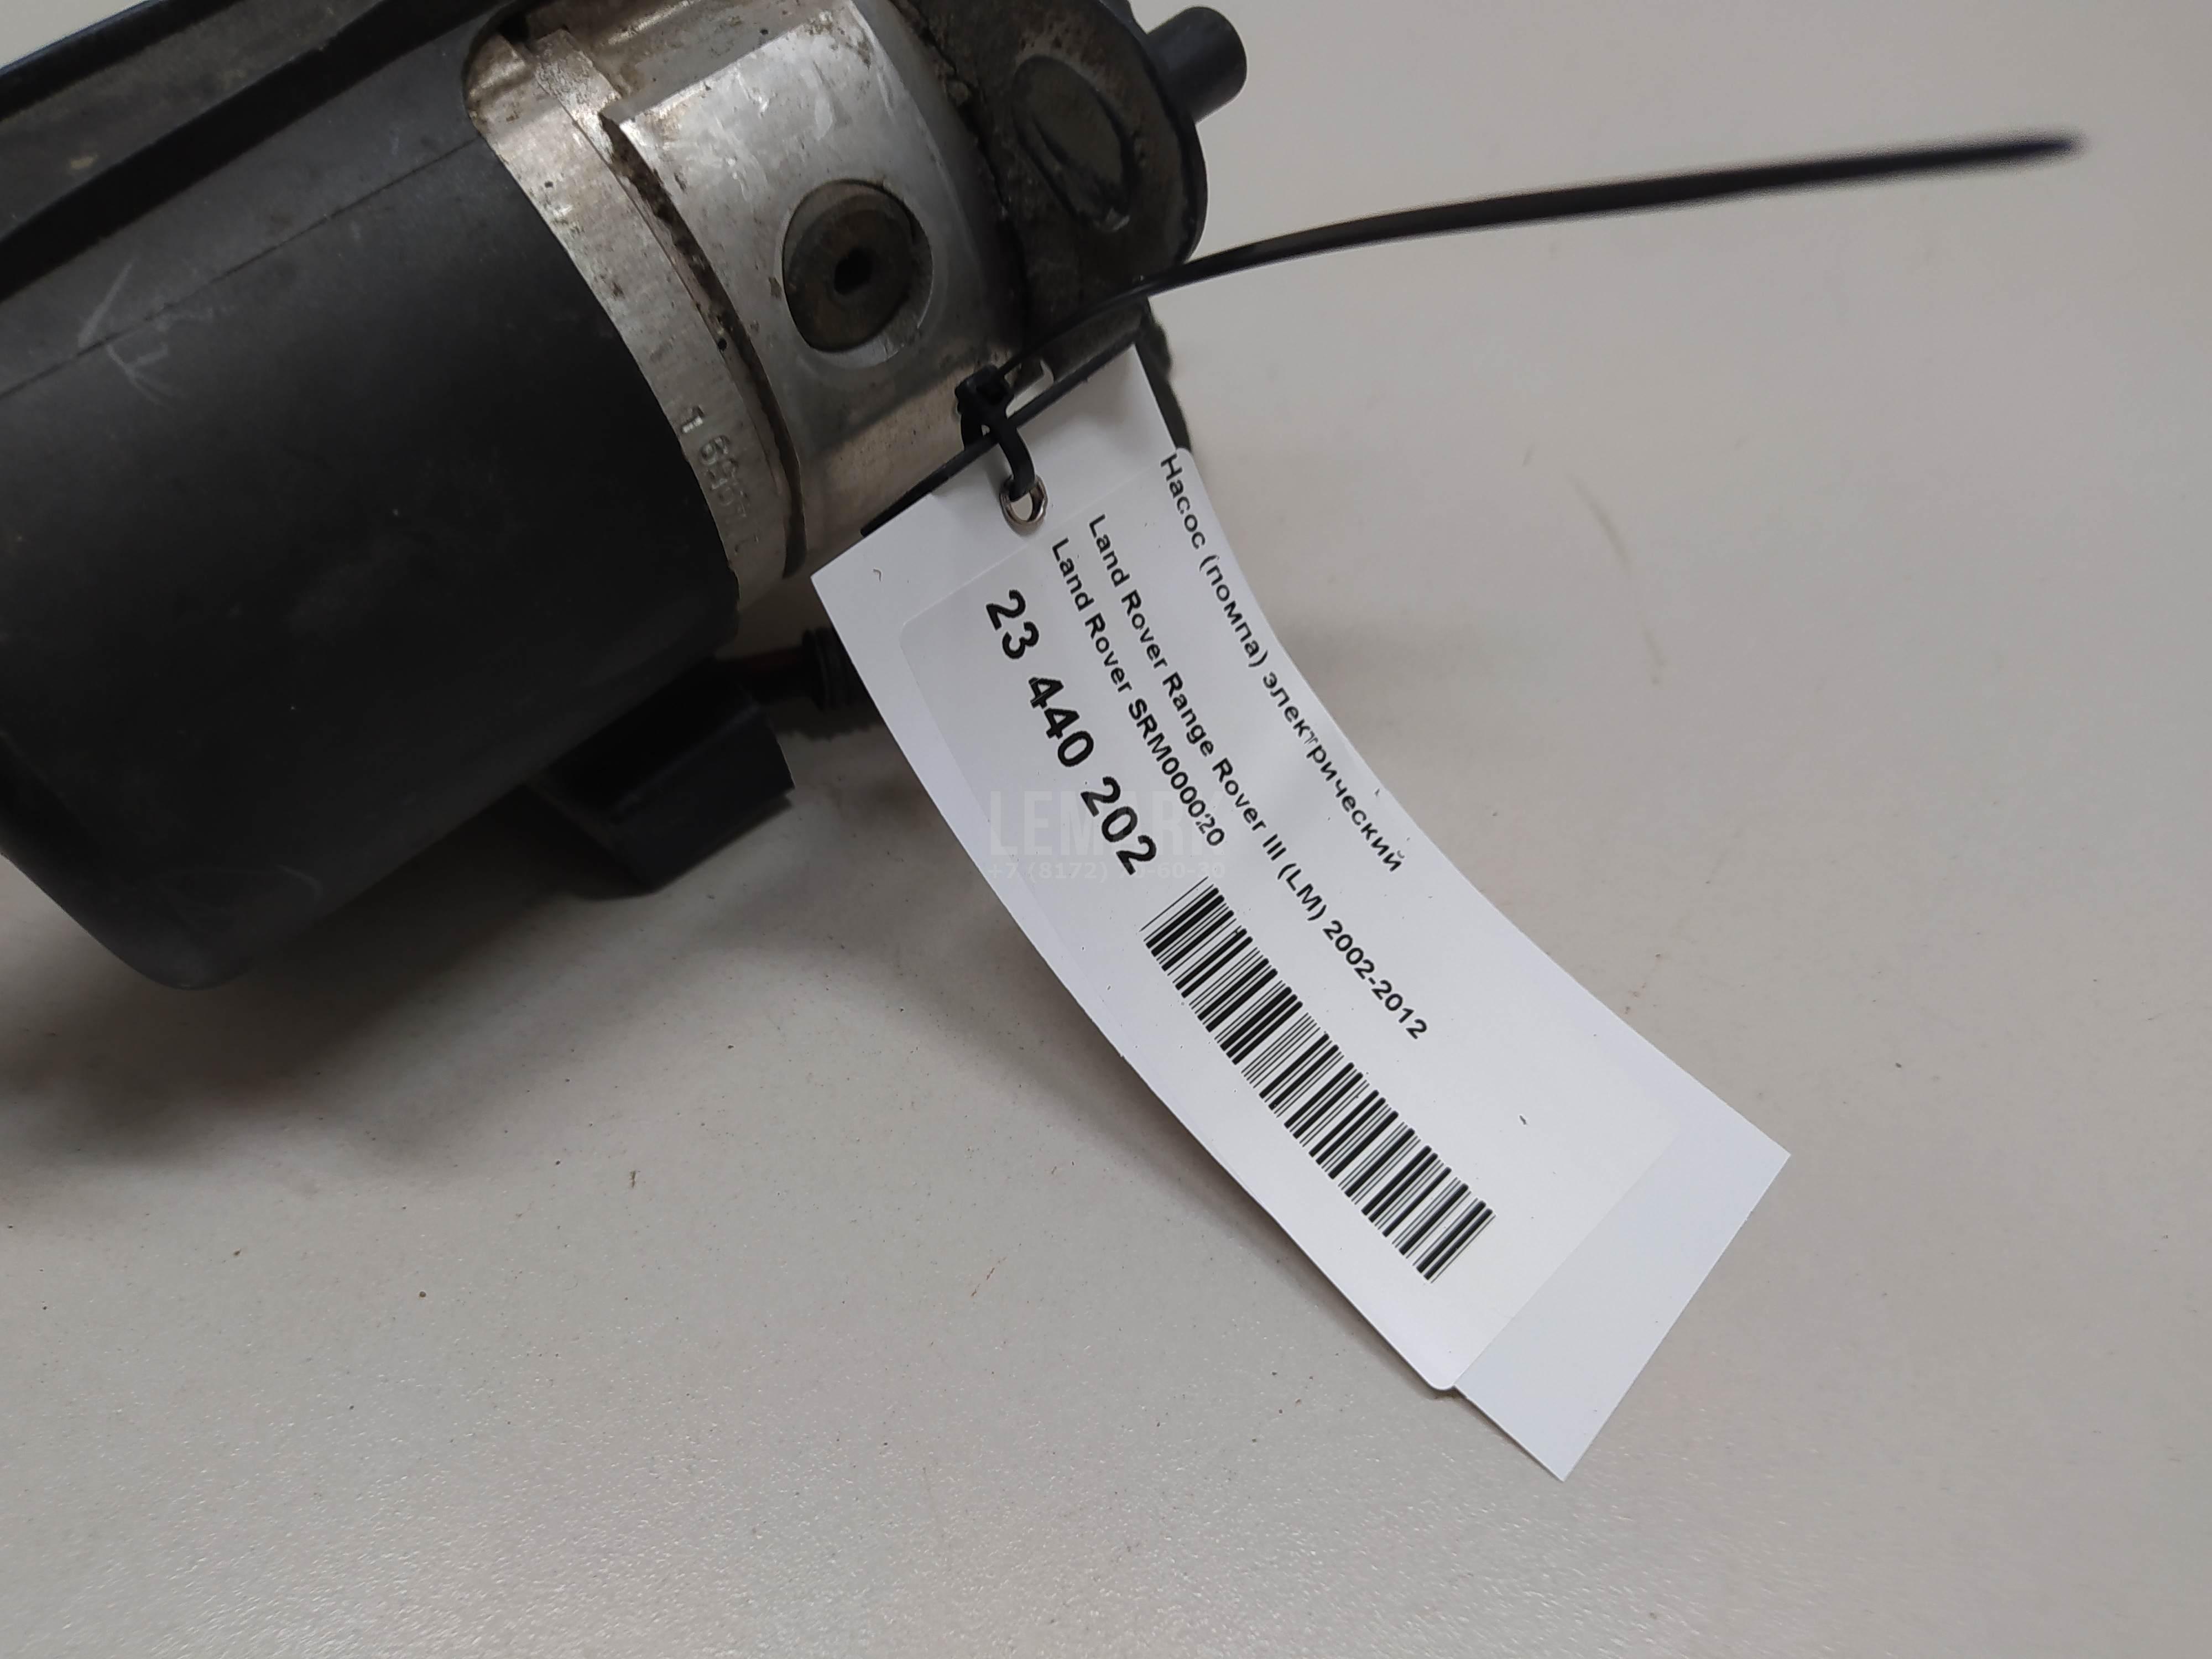 Насос (помпа) электрический
Land Rover Range Rover III (LM) 2002-2012
Land Rover SRM000020
23 440 202